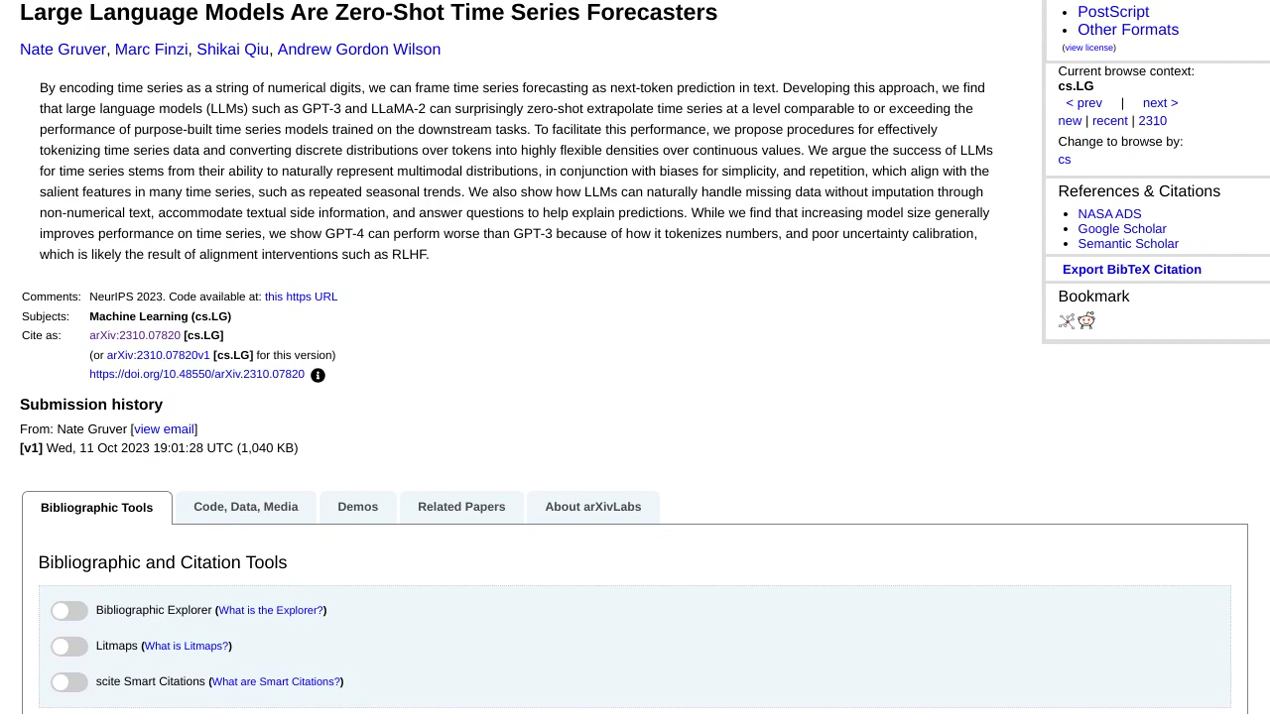 Large Language Models Are Zero-Shot Time Series Forecasters
Nate Gruver, Marc Finzi, Shikai Qiu, Andrew Gordon Wilson
By encoding time series as a string of numerical digits, we can frame time series forecasting as next-token prediction in text. Developing this approach, we find
that large language models (LLMs) such as GPT-3 and LLaMA-2 can surprisingly zero-shot extrapolate time series at a level comparable to or exceeding the
performance of purpose-built time series models trained on the downstream tasks. To facilitate this performance, we propose procedures for effectively
tokenizing time series data and converting discrete distributions over tokens into highly flexible densities over continuous values. We argue the success of LLMs
for time series stems from their ability to naturally represent multimodal distributions, in conjunction with biases for simplicity, and repetition, which align with the
salient features in many time series, such as repeated seasonal trends. We also show how LLMs can naturally handle missing data without imputation through
non-numerical text, accommodate textual side information, and answer questions to help explain predictions. While we find that increasing model size generally
improves performance on time series, we show GPT-4 can perform worse than GPT-3 because of how it tokenizes numbers, and poor uncertainty calibration,
which is likely the result of alignment interventions such as RLHF.
Comments: NeurIPS 2023. Code available at: this https URL
Subjects: Machine Learning (cs.LG)
Cite as: arXiv:2310.07820 [cs.LG]
(or arXiv:2310.07820v1 [cs.LG] for this version)
https://doi.org/10.48550/arXiv.2310.07820
Submission history
From: Nate Gruver [view email]
[v1] Wed, 11 Oct 2023 19:01:28 UTC (1,040 KB)
Bibliographic Tools
Code, Data, Media
Demos
Related Papers
About arXivLabs
Bibliographic and Citation Tools
Bibliographic Explorer (What is the Explorer?)
Litmaps (What is Litmaps?)
scite Smart Citations (What are Smart Citations?)
PostScript
Other Formats
(view license)
Current browse context:
cs.LG
< prev | next >
new | recent | 2310
Change to browse by:
cs
References & Citations
NASA ADS
Google Scholar
Semantic Scholar
Export BibTeX Citation
Bookmark